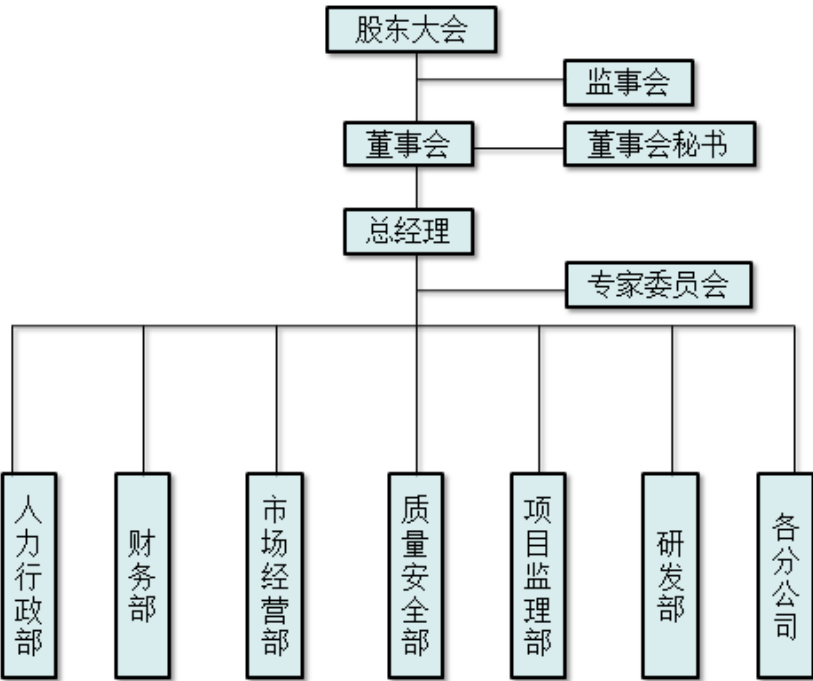 股东大会
监事会
董事会
董事会秘书
总经理
专家委员会
人力行政部
财务部
市场经营部
质量安全部
项目监理部
研发部
各分公司